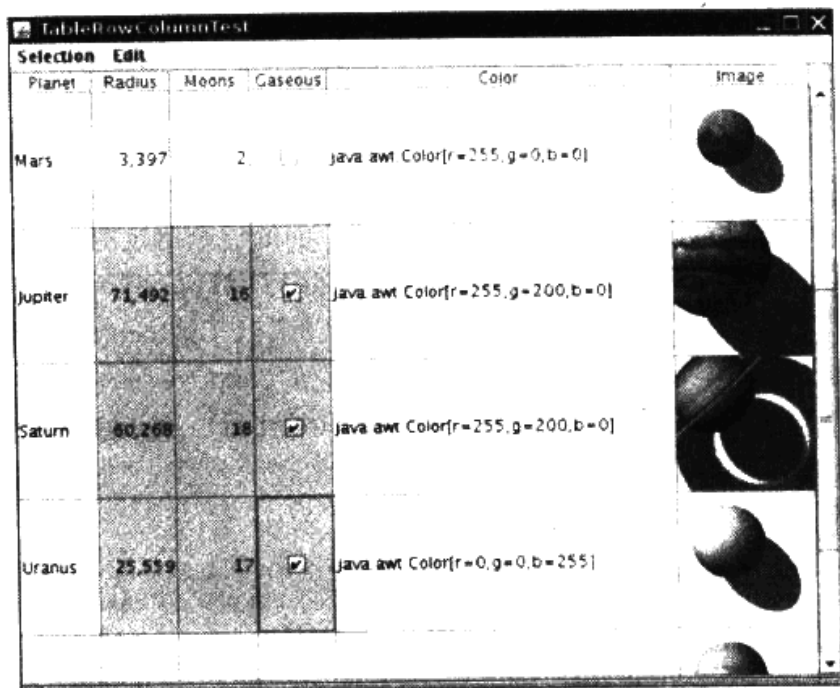 TableRowColumnTest
Selection Edit
Planet Radius Moons Gaseous Color Image
Mars 3,397 2 java.awt.Color[r=255,g=0,b=0]
Jupiter 71,492 16 java.awt.Color[r=255,g=200,b=0]
Saturn 60,268 18 java.awt.Color[r=255,g=200,b=0]
Uranus 25,559 17 java.awt.Color[r=0,g=0,b=255]